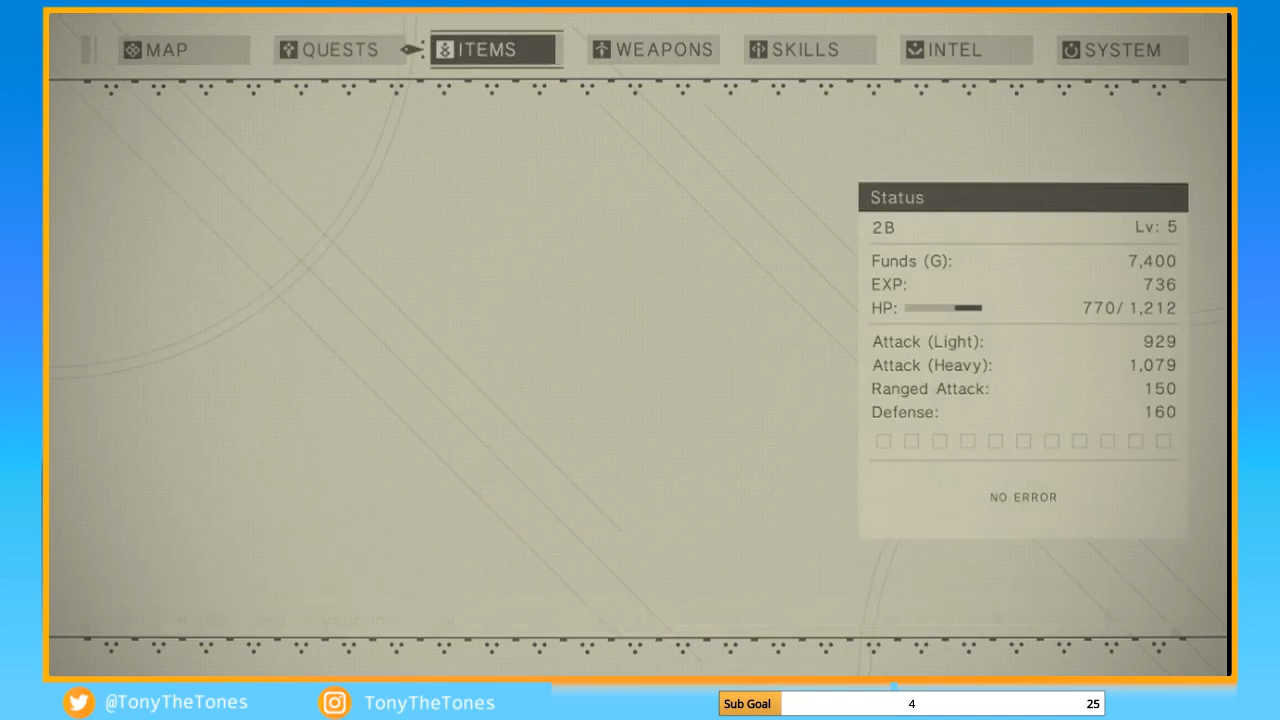 MAP QUESTS ITEMS WEAPONS SKILLS INTEL SYSTEM
Status
2B Lv: 5
Funds (G): 7,400
EXP: 736
HP: 770/ 1,212
Attack (Light): 929
Attack (Heavy): 1,079
Ranged Attack: 150
Defense: 160
NO ERROR
@TonyTheTones TonyTheTones Sub Goal 4 25